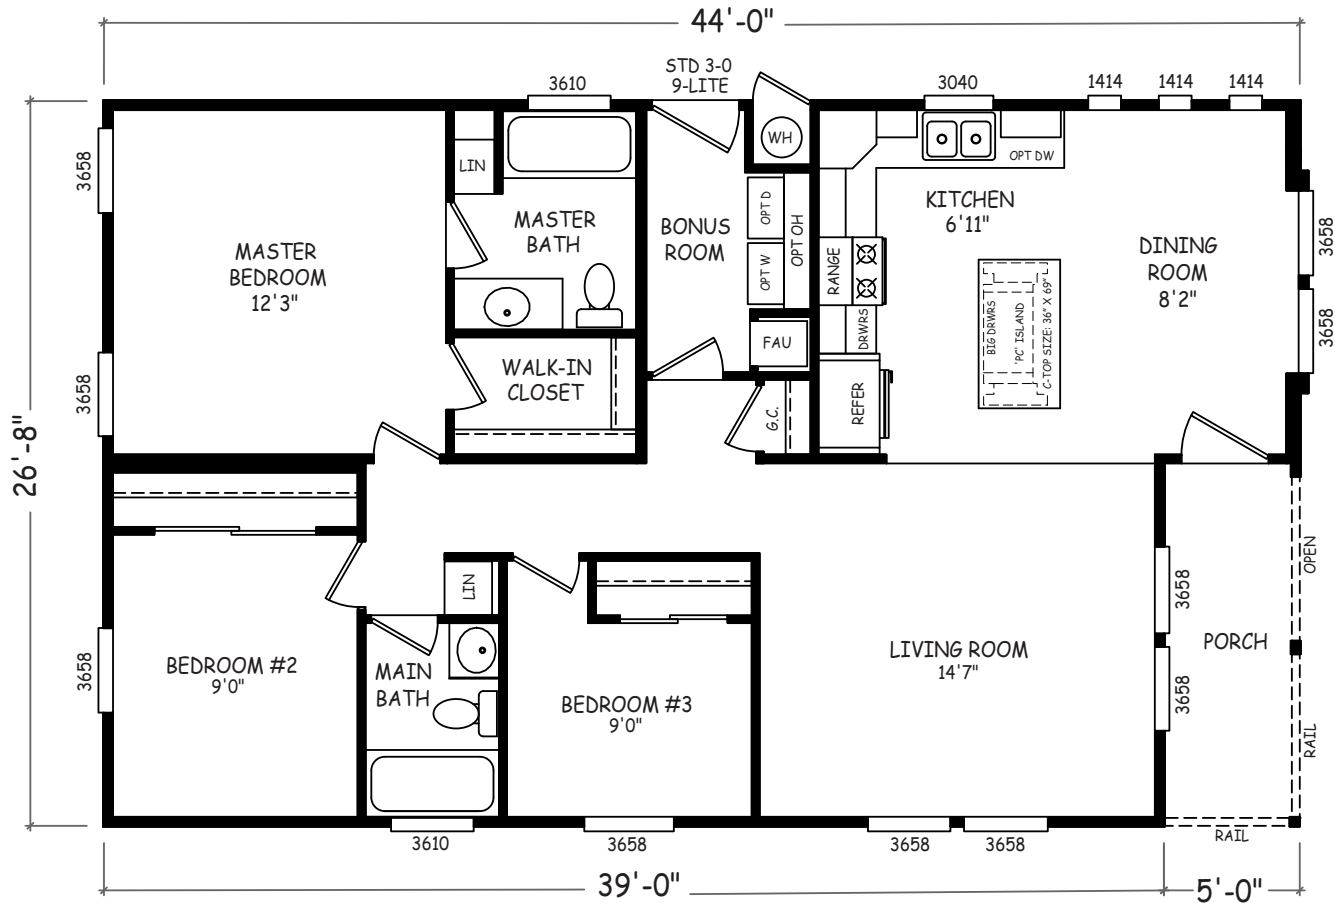 44'-0"
STD 3-0
9-LITE
3610
3040
1414
1414
1414
WH
LIN
OPT DW
3658
MASTER
BATH
BONUS
ROOM
OPT D
OPT OH
OPT W
KITCHEN
6'11"
3658
DINING
ROOM
8'2"
MASTER
BEDROOM
12'3"
RANGE
DRWRS
BIG DRWRS
'PC' ISLAND
C-TOP SIZE: 36" X 69"
3658
FAU
WALK-IN
CLOSET
3658
G.C.
REFER
26'-8"
OPEN
LIN
3658
PORCH
LIVING ROOM
14'7"
BEDROOM #2
9'0"
3658
MAIN
BATH
BEDROOM #3
9'0"
3658
RAIL
RAIL
3610
3658
3658
3658
39'-0"
5'-0"